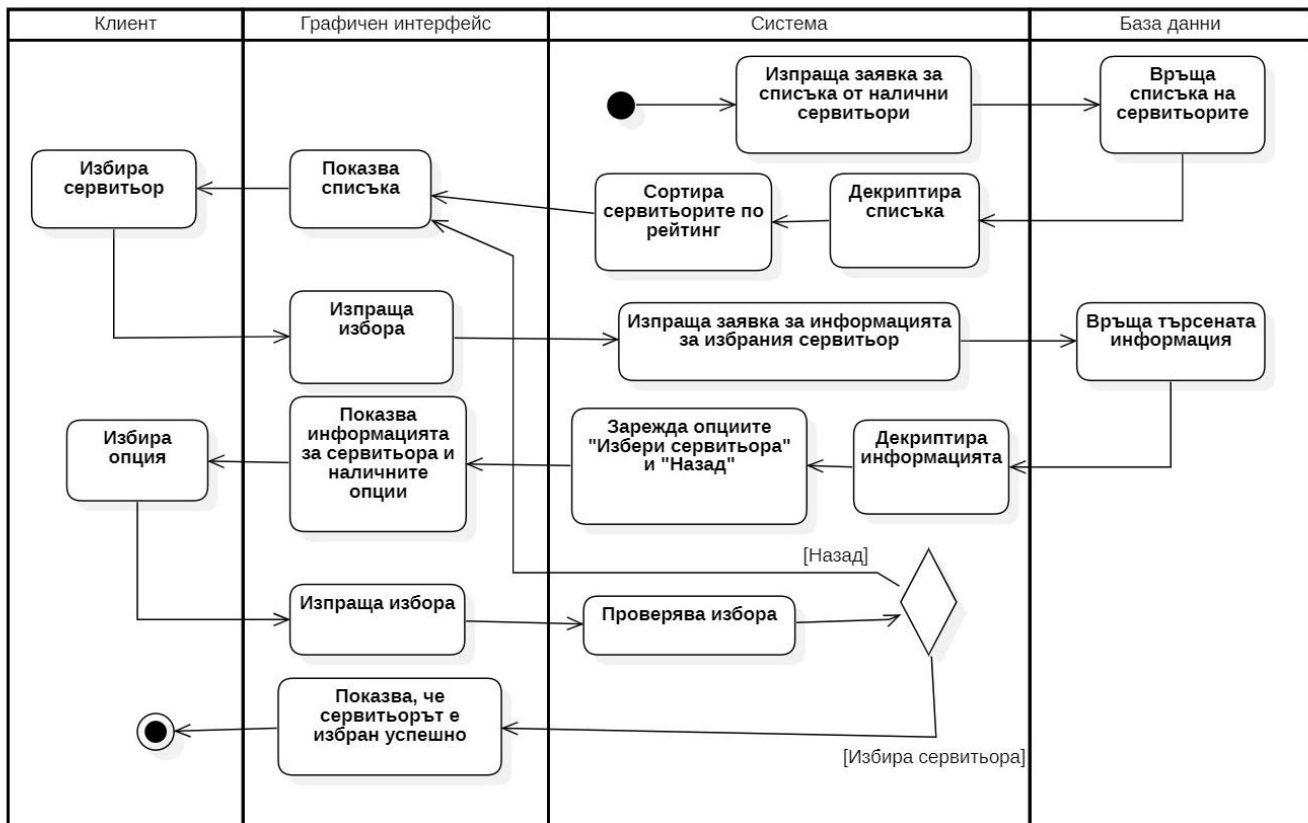 Клиент
Графичен интерфейс
Система
База данни
Изпраща заявка за
списъка от налични
сервитьори
Връща
списъка на
сервитьорите
Избира
сервитьор
Показва
списъка
Сортира
сервитьорите по
рейтинг
Декриптира
списъка
Изпраща
избора
Изпраща заявка за информацията
за избрания сервитьор
Връща търсената
информация
Избира
опция
Показва
информацията
за сервитьора и
наличните
опции
Зарежда опциите
"Избери сервитьора"
и "Назад"
Декриптира
информацията
[Назад]
Изпраща избора
Проверява избора
Показва, че
сервитьорът е
избран успешно
[Избира сервитьора]